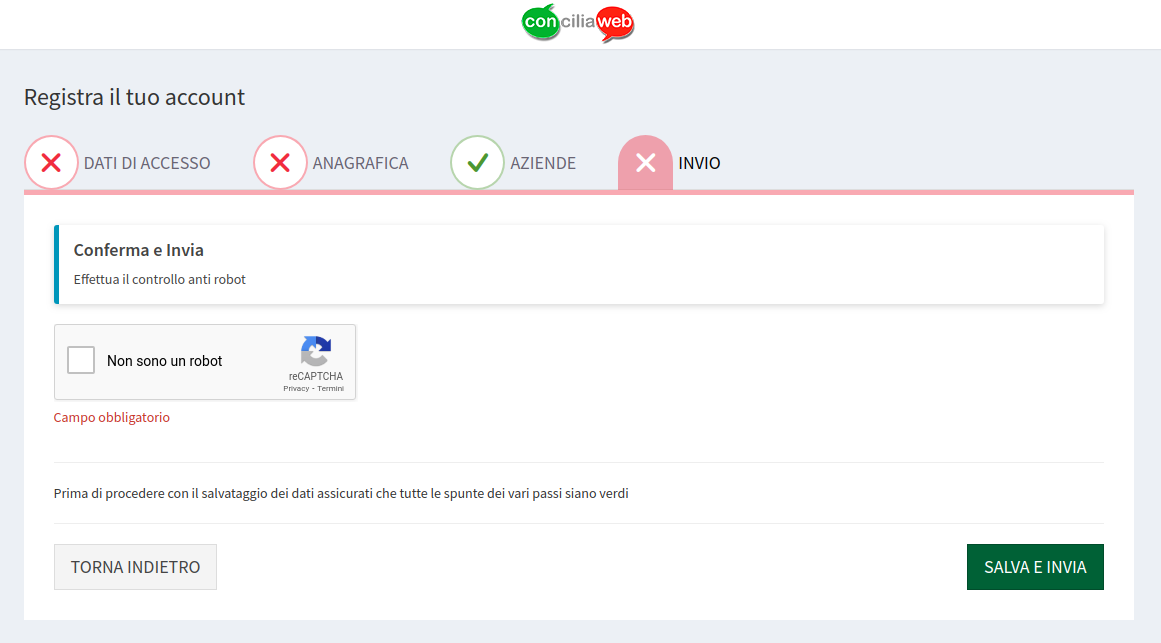 conciliaweb
Registra il tuo account
DATI DI ACCESSO
ANAGRAFICA
AZIENDE
INVIO
Conferma e Invia
Effettua il controllo anti robot
Non sono un robot
reCAPTCHA
Privacy - Termini
Campo obbligatorio
Prima di procedere con il salvataggio dei dati assicurati che tutte le spunte dei vari passi siano verdi
TORNA INDIETRO
SALVA E INVIA